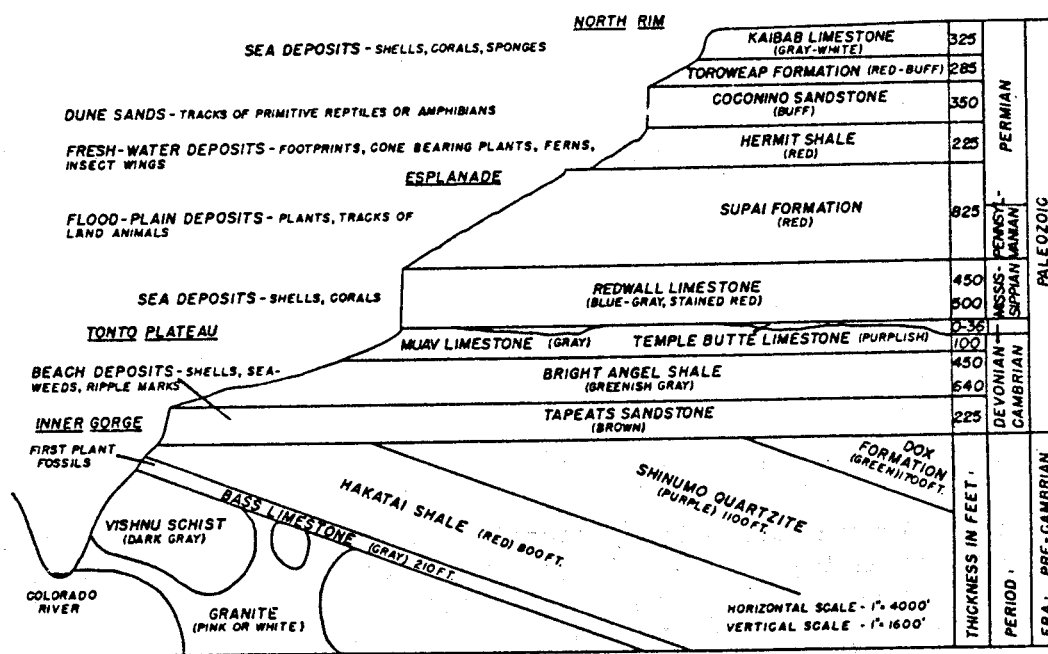 NORTH RIM
SEA DEPOSITS - SHELLS, CORALS, SPONGES
KAIBAB LIMESTONE
(GRAY-WHITE)
325
TOROWEAP FORMATION (RED-BUFF)
285
DUNE SANDS - TRACKS OF PRIMITIVE REPTILES OR AMPHIBIANS
COCONINO SANDSTONE
(BUFF)
350
FRESH-WATER DEPOSITS - FOOTPRINTS, CONE BEARING PLANTS, FERNS,
INSECT WINGS
HERMIT SHALE
(RED)
225
ESPLANADE
FLOOD-PLAIN DEPOSITS - PLANTS, TRACKS OF
LAND ANIMALS
SUPAI FORMATION
(RED)
825
SEA DEPOSITS - SHELLS, CORALS
REDWALL LIMESTONE
(BLUE-GRAY, STAINED RED)
450
500
TONTO PLATEAU
MUAV LIMESTONE (GRAY)
TEMPLE BUTTE LIMESTONE (PURPLISH)
0-36
100
BEACH DEPOSITS - SHELLS, SEA-
WEEDS, RIPPLE MARKS
BRIGHT ANGEL SHALE
(GREENISH GRAY)
450
640
INNER GORGE
TAPEATS SANDSTONE
(BROWN)
225
FIRST PLANT
FOSSILS
BASS LIMESTONE (GRAY) 210 FT.
HAKATAI SHALE (RED) 800 FT.
SHINUMO QUARTZITE
(PURPLE) 1100 FT.
DOX
FORMATION
(GREEN) 1700 FT.
VISHNU SCHIST
(DARK GRAY)
COLORADO
RIVER
GRANITE
(PINK OR WHITE)
HORIZONTAL SCALE - 1"= 4000'
VERTICAL SCALE - 1"= 1600'
THICKNESS IN FEET:
PERIOD:
DEVONIAN
CAMBRIAN
MISSIS-
SIPPIAN
PENNSYL-
VANIAN
PERMIAN
ERA: PRE-CAMBRIAN
PALEOZOIC